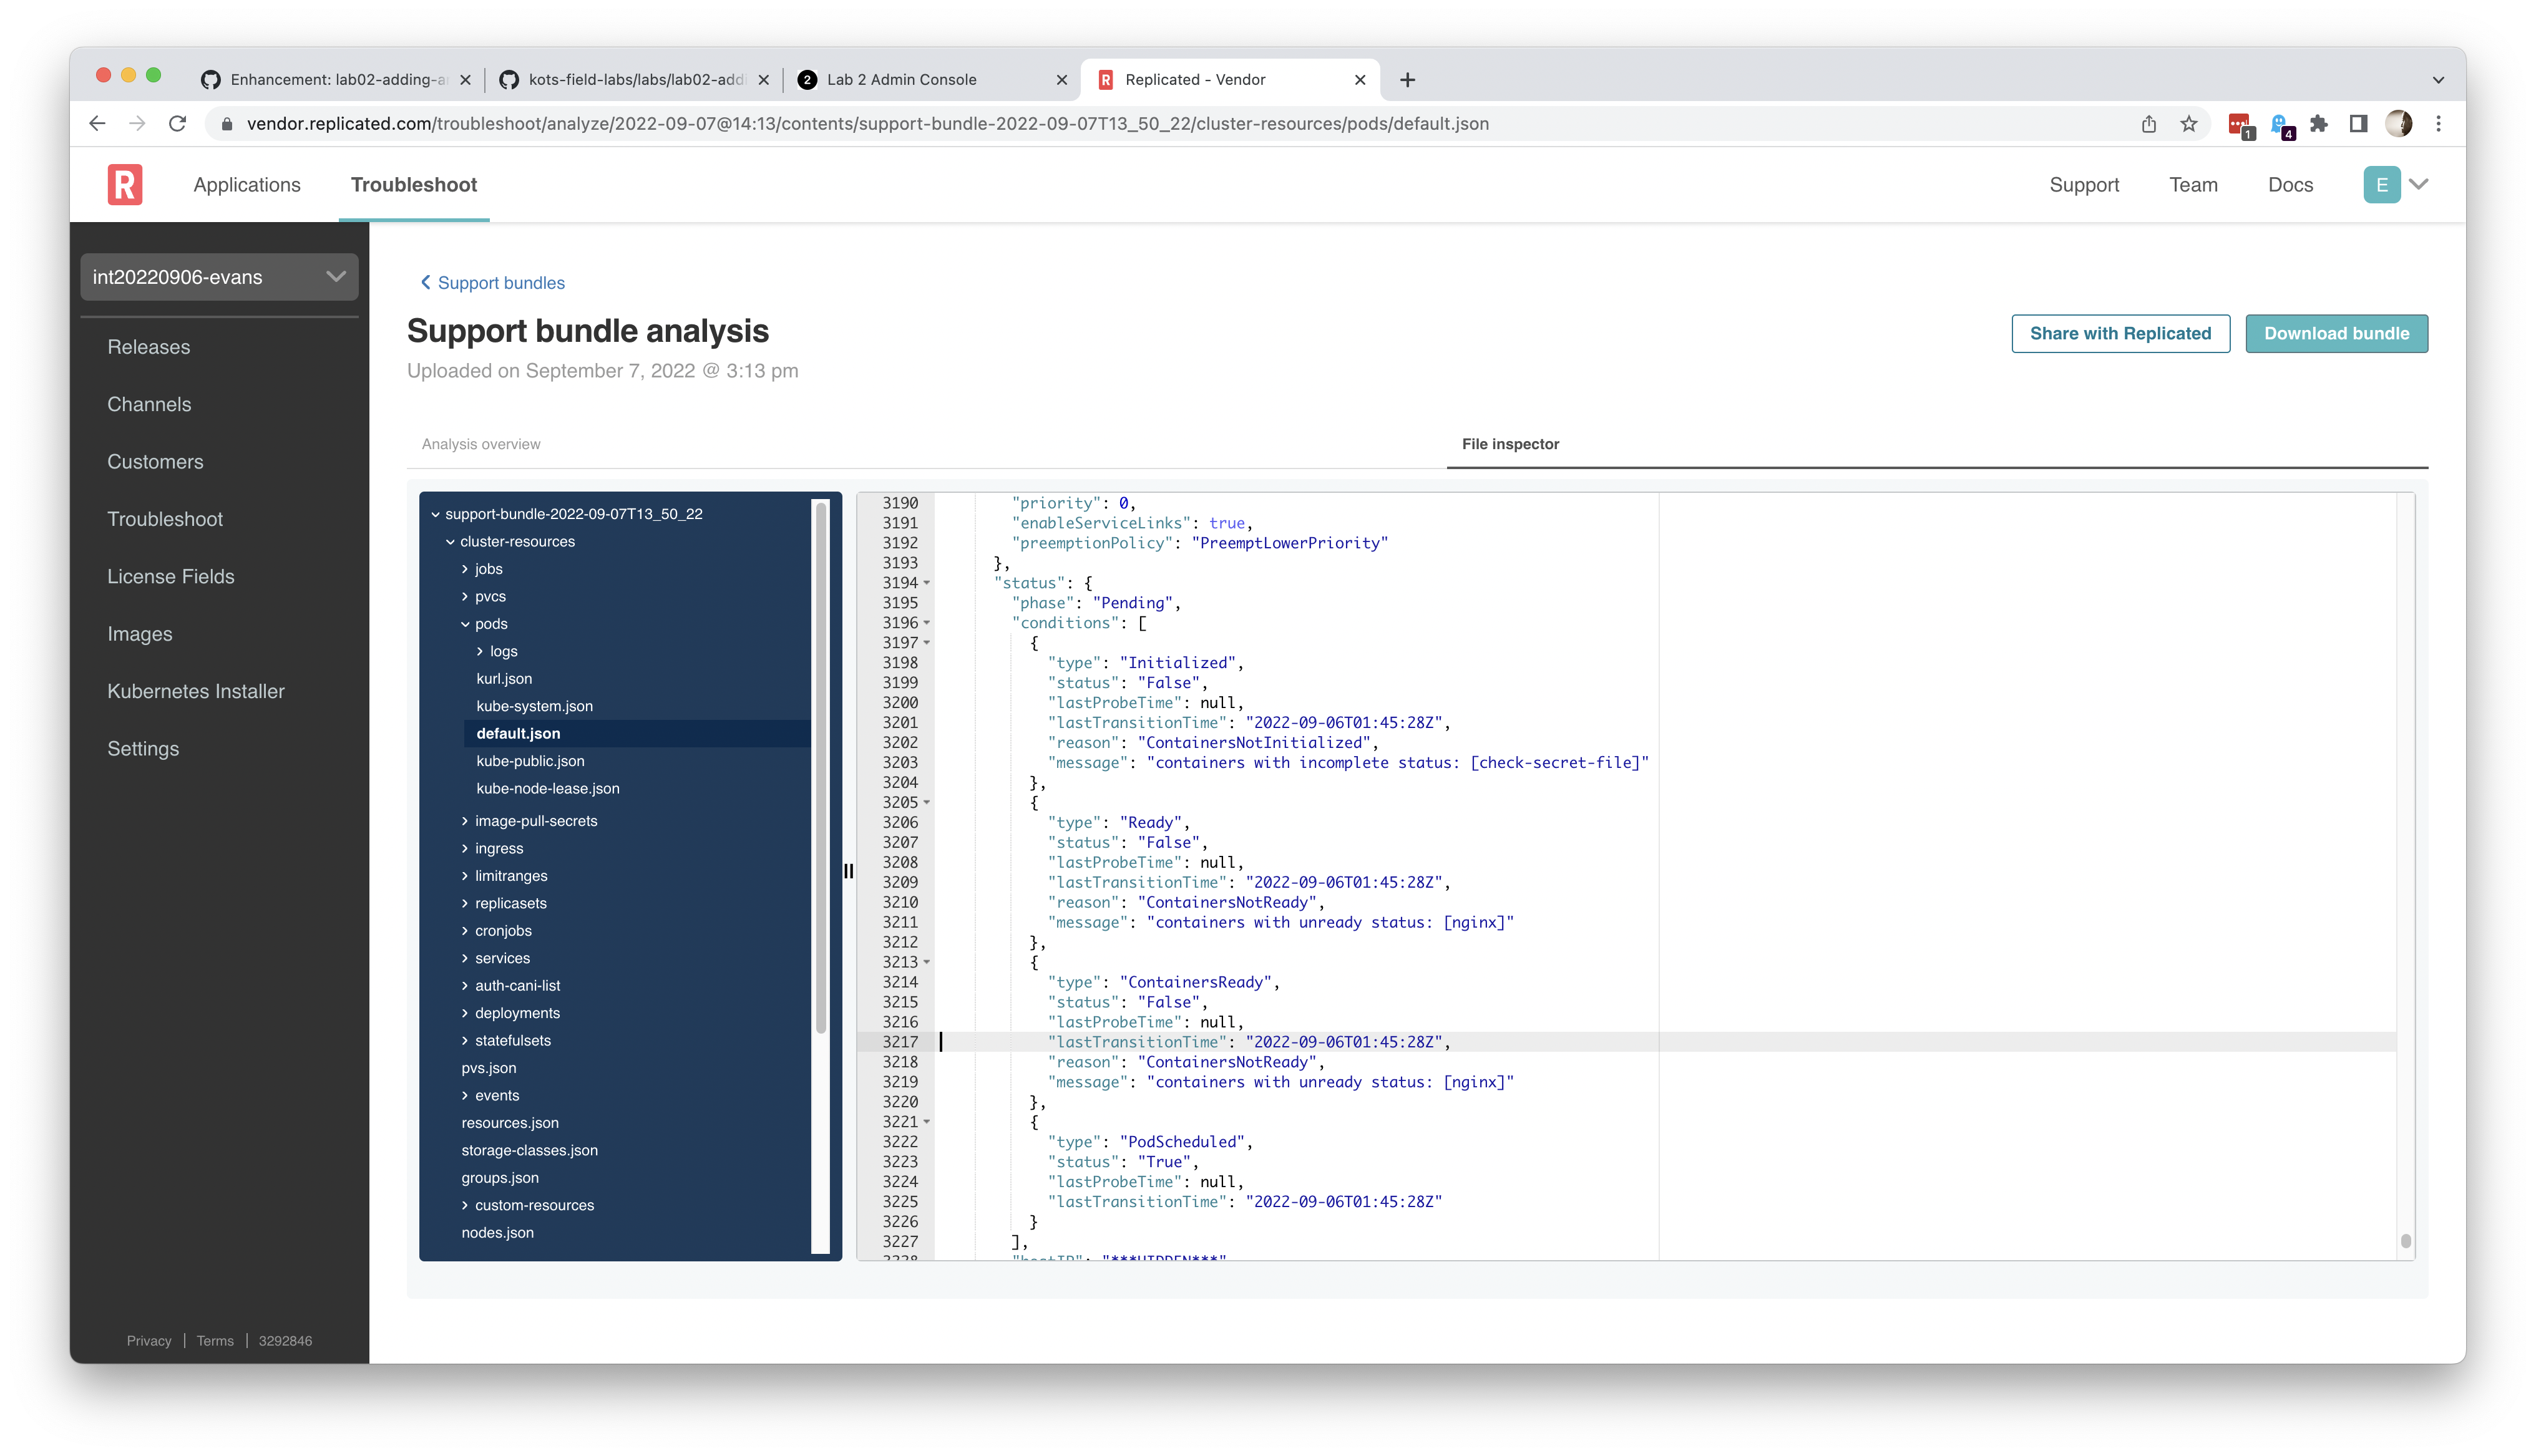 Enhancement: lab02-adding-a
kots-field-labs/labs/lab02-addi
2 Lab 2 Admin Console
R Replicated - Vendor
vendor.replicated.com/troubleshoot/analyze/2022-09-07@14:13/contents/support-bundle-2022-09-07T13_50_22/cluster-resources/pods/default.json
1
4
R
Applications
Troubleshoot
Support
Team
Docs
E
int20220906-evans
Releases
Channels
Customers
Troubleshoot
License Fields
Images
Kubernetes Installer
Settings
Privacy | Terms | 3292846
Support bundles
Support bundle analysis
Uploaded on September 7, 2022 @ 3:13 pm
Share with Replicated
Download bundle
Analysis overview
File inspector
support-bundle-2022-09-07T13_50_22
cluster-resources
jobs
pvcs
pods
logs
kurl.json
kube-system.json
default.json
kube-public.json
kube-node-lease.json
image-pull-secrets
ingress
limitranges
replicasets
cronjobs
services
auth-cani-list
deployments
statefulsets
pvs.json
events
resources.json
storage-classes.json
groups.json
custom-resources
nodes.json
3190 "priority": 0,
3191 "enableServiceLinks": true,
3192 "preemptionPolicy": "PreemptLowerPriority"
3193 },
3194 "status": {
3195 "phase": "Pending",
3196 "conditions": [
3197 {
3198 "type": "Initialized",
3199 "status": "False",
3200 "lastProbeTime": null,
3201 "lastTransitionTime": "2022-09-06T01:45:28Z",
3202 "reason": "ContainersNotInitialized",
3203 "message": "containers with incomplete status: [check-secret-file]"
3204 },
3205 {
3206 "type": "Ready",
3207 "status": "False",
3208 "lastProbeTime": null,
3209 "lastTransitionTime": "2022-09-06T01:45:28Z",
3210 "reason": "ContainersNotReady",
3211 "message": "containers with unready status: [nginx]"
3212 },
3213 {
3214 "type": "ContainersReady",
3215 "status": "False",
3216 "lastProbeTime": null,
3217 "lastTransitionTime": "2022-09-06T01:45:28Z",
3218 "reason": "ContainersNotReady",
3219 "message": "containers with unready status: [nginx]"
3220 },
3221 {
3222 "type": "PodScheduled",
3223 "status": "True",
3224 "lastProbeTime": null,
3225 "lastTransitionTime": "2022-09-06T01:45:28Z"
3226 }
3227 ],
3228 "hostIP": "***HIDDEN***"